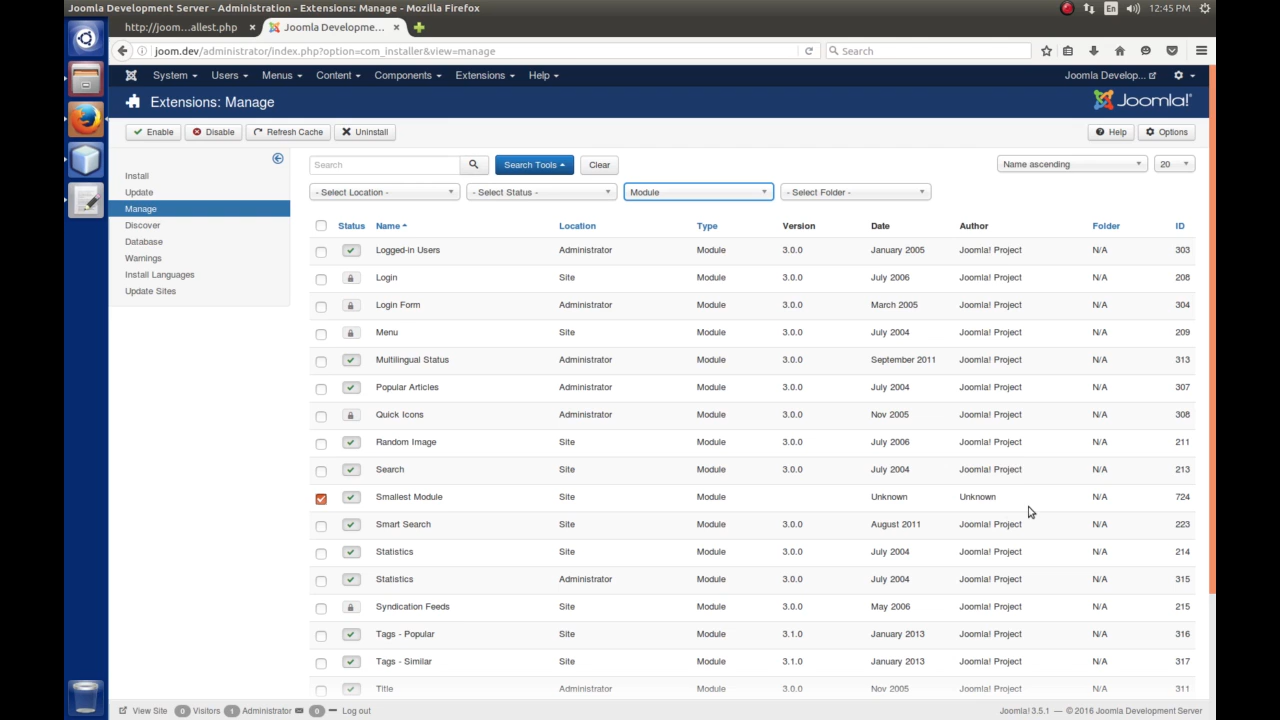 Joomla Development Server - Administration - Extensions: Manage - Mozilla Firefox
En
12:45 PM
http://joom...allest.php
Joomla Developme...
joom.dev/administrator/index.php?option=com_installer&view=manage
Search
System
Users
Menus
Content
Components
Extensions
Help
Joomla Develop...
Extensions: Manage
Joomla!
Enable
Disable
Refresh Cache
Uninstall
Help
Options
Install
Update
Manage
Discover
Database
Warnings
Install Languages
Update Sites
Search
Search Tools
Clear
Name ascending
20
- Select Location -
- Select Status -
Module
- Select Folder -
Status Name Location Type Version Date Author Folder ID
Logged-in Users Administrator Module 3.0.0 January 2005 Joomla! Project N/A 303
Login Site Module 3.0.0 July 2006 Joomla! Project N/A 208
Login Form Administrator Module 3.0.0 March 2005 Joomla! Project N/A 304
Menu Site Module 3.0.0 July 2004 Joomla! Project N/A 209
Multilingual Status Administrator Module 3.0.0 September 2011 Joomla! Project N/A 313
Popular Articles Administrator Module 3.0.0 July 2004 Joomla! Project N/A 307
Quick Icons Administrator Module 3.0.0 Nov 2005 Joomla! Project N/A 308
Random Image Site Module 3.0.0 July 2006 Joomla! Project N/A 211
Search Site Module 3.0.0 July 2004 Joomla! Project N/A 213
Smallest Module Site Module Unknown Unknown N/A 724
Smart Search Site Module 3.0.0 August 2011 Joomla! Project N/A 223
Statistics Site Module 3.0.0 July 2004 Joomla! Project N/A 214
Statistics Administrator Module 3.0.0 July 2004 Joomla! Project N/A 315
Syndication Feeds Site Module 3.0.0 May 2006 Joomla! Project N/A 215
Tags - Popular Site Module 3.1.0 January 2013 Joomla! Project N/A 316
Tags - Similar Site Module 3.1.0 January 2013 Joomla! Project N/A 317
Title Administrator Module 3.0.0 Nov 2005 Joomla! Project N/A 311
View Site 0 Visitors 1 Administrator 0 Log out
Joomla! 3.5.1 — © 2016 Joomla Development Server